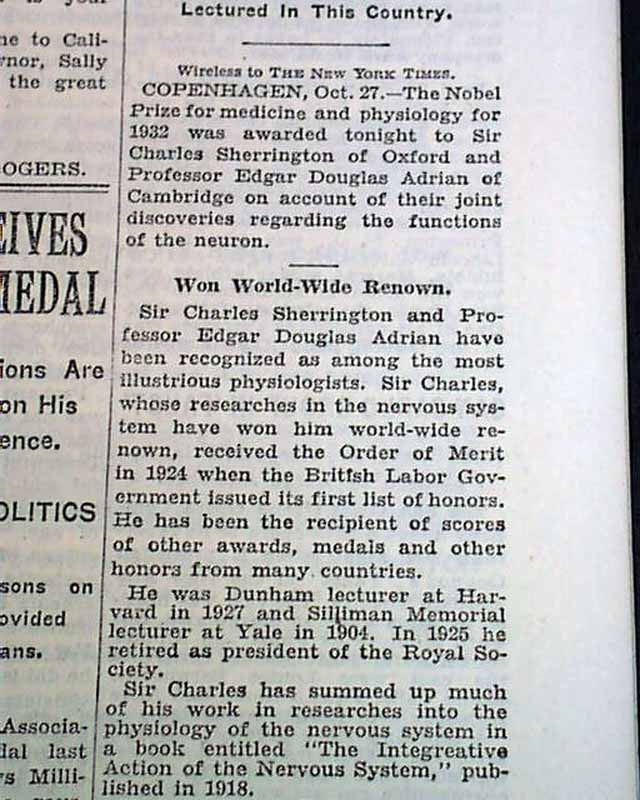 ne to Cali-
rnor, Sally
the great
OGERS.
EIVES
MEDAL
ions Are
on His
ence.
OLITICS
sons on
ovided
ans.
Associa-
dal last
rs Milli-
Lectured In This Country.
Wireless to THE NEW YORK TIMES.
COPENHAGEN, Oct. 27.—The Nobel
Prize for medicine and physiology for
1932 was awarded tonight to Sir
Charles Sherrington of Oxford and
Professor Edgar Douglas Adrian of
Cambridge on account of their joint
discoveries regarding the functions
of the neuron.
Won World-Wide Renown.
Sir Charles Sherrington and Pro-
fessor Edgar Douglas Adrian have
been recognized as among the most
illustrious physiologists. Sir Charles,
whose researches in the nervous sys-
tem have won him world-wide re-
nown, received the Order of Merit
in 1924 when the British Labor Gov-
ernment issued its first list of honors.
He has been the recipient of scores
of other awards, medals and other
honors from many countries.
He was Dunham lecturer at Har-
vard in 1927 and Silliman Memorial
lecturer at Yale in 1904. In 1925 he
retired as president of the Royal So-
ciety.
Sir Charles has summed up much
of his work in researches into the
physiology of the nervous system in
a book entitled "The Integreative
Action of the Nervous System," pub-
lished in 1918.